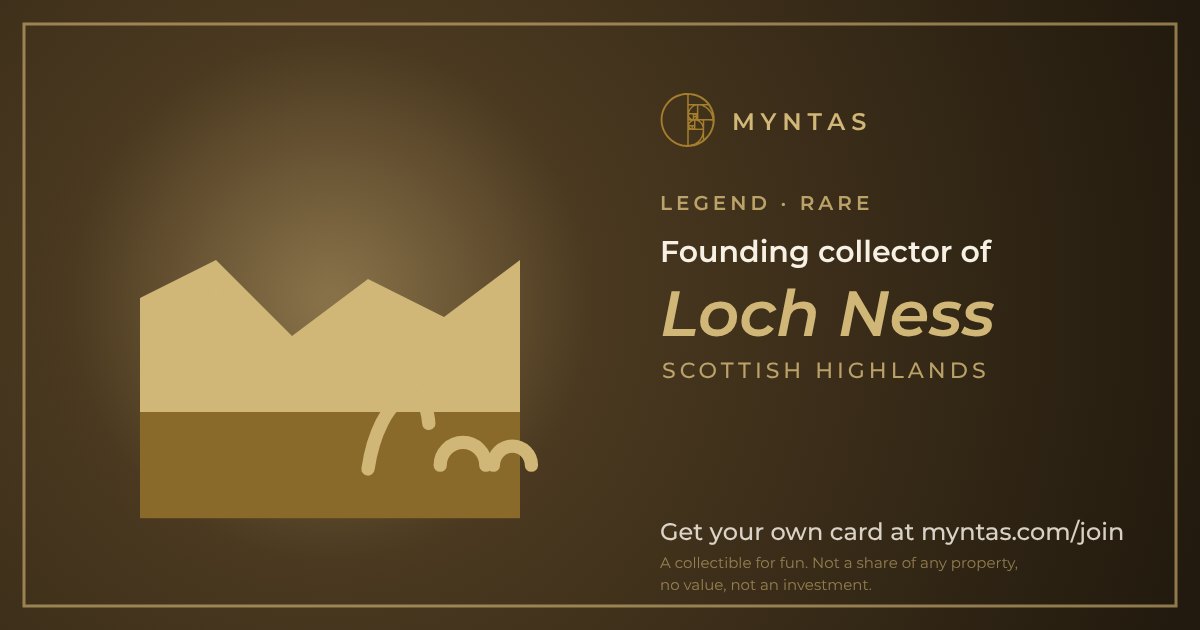 MYNTAS
LEGEND · RARE
Founding collector of
Loch Ness
SCOTTISH HIGHLANDS
Get your own card at myntas.com/join
A collectible for fun. Not a share of any property,
no value, not an investment.